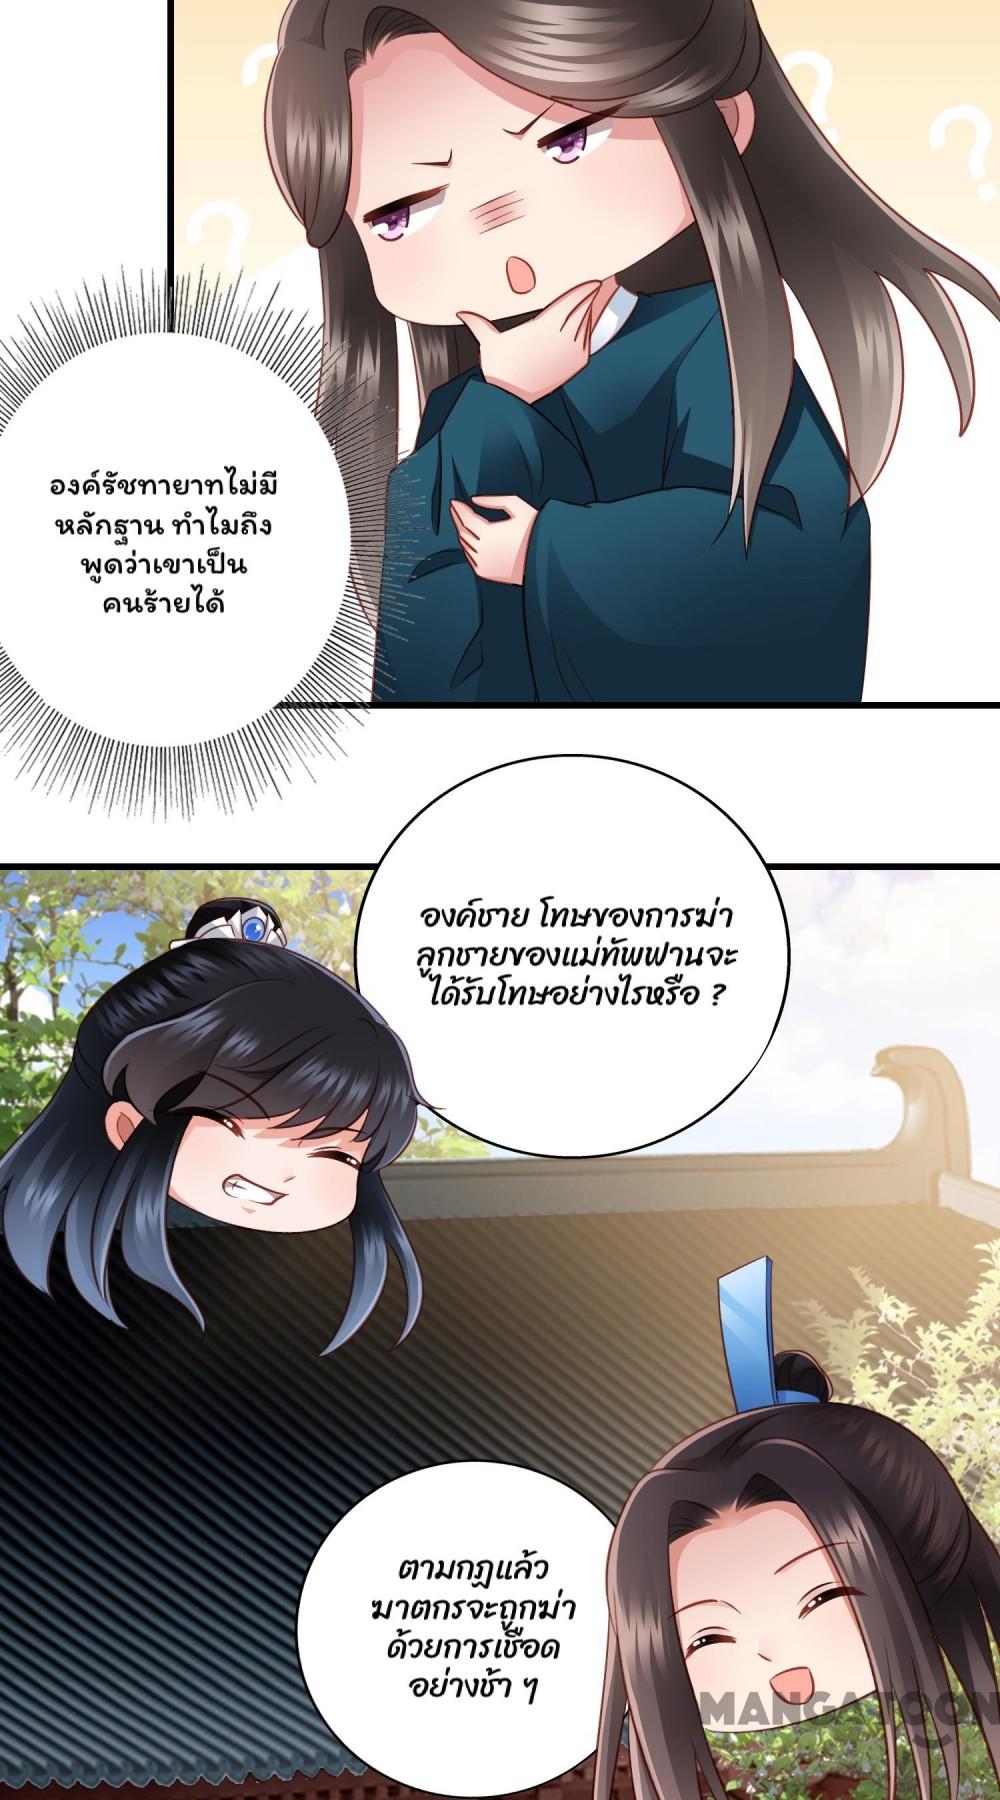 องค์รัชทายาทไม่มี
หลักฐาน ทำไมถึง
พูดว่าเขาเป็น
คนร้ายได้
องค์ชาย โทษของการฆ่า
ลูกชายของแม่ทัพฟานจะ
ได้รับโทษอย่างไรหรือ ?
ตามกฎแล้ว
ฆาตกรจะถูกฆ่า
ด้วยการเชือด
อย่างช้า ๆ
MANGATOON